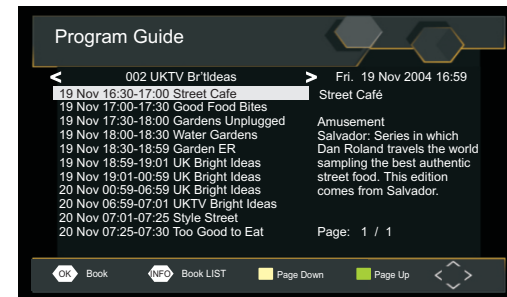 Program Guide
< 002 UKTV Br'tIdeas > Fri. 19 Nov 2004 16:59
19 Nov 16:30-17:00 Street Cafe
19 Nov 17:00-17:30 Good Food Bites
19 Nov 17:30-18:00 Gardens Unplugged
19 Nov 18:00-18:30 Water Gardens
19 Nov 18:30-18:59 Garden ER
19 Nov 18:59-19:01 UK Bright Ideas
19 Nov 19:01-00:59 UK Bright Ideas
20 Nov 00:59-06:59 UK Bright Ideas
20 Nov 06:59-07:01 UKTV Bright Ideas
20 Nov 07:01-07:25 Style Street
20 Nov 07:25-07:30 Too Good to Eat
Street Café
Amusement
Salvador: Series in which
Dan Roland travels the world
sampling the best authentic
street food. This edition
comes from Salvador.
Page: 1 / 1
OK Book INFO Book LIST Page Down Page Up